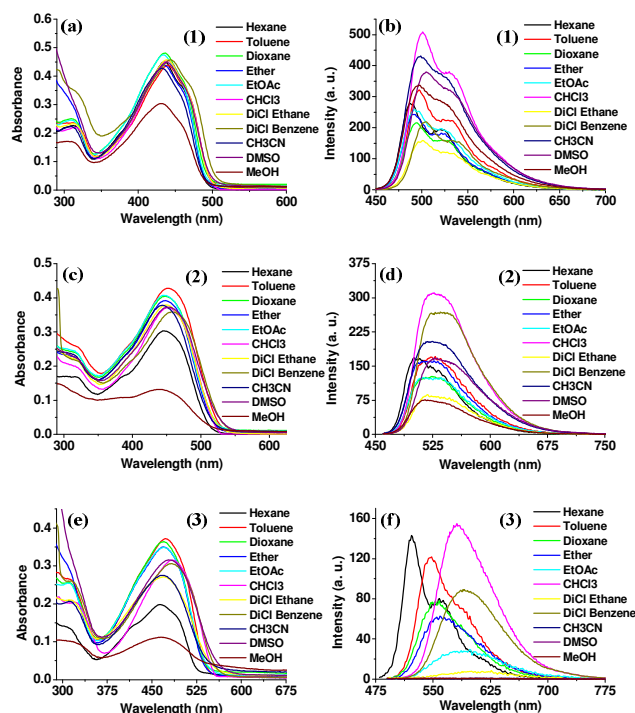 (a) (1)
Hexane
Toluene
Dioxane
Ether
EtOAc
CHCl3
DiCl Ethane
DiCl Benzene
CH3CN
DMSO
MeOH
Absorbance
0.6
0.5
0.4
0.3
0.2
0.1
0.0
300 400 500 600
Wavelength (nm)
(b) (1)
Hexane
Toluene
Dioxane
Ether
EtOAc
CHCl3
DiCl Ethane
DiCl Benzene
CH3CN
DMSO
MeOH
Intensity (a. u.)
500
400
300
200
100
0
450 500 550 600 650 700
Wavelength (nm)
(c) (2)
Hexane
Toluene
Dioxane
Ether
EtOAc
CHCl3
DiCl Ethane
DiCl Benzene
CH3CN
DMSO
MeOH
Absorbance
0.5
0.4
0.3
0.2
0.1
0.0
300 400 500 600
Wavelength (nm)
(d) (2)
Hexane
Toluene
Dioxane
Ether
EtOAc
CHCl3
DiCl Ethane
DiCl Benzene
CH3CN
DMSO
MeOH
Intensity (a. u.)
375
300
225
150
75
0
450 525 600 675 750
Wavelength (nm)
(e) (3)
Hexane
Toluene
Dioxane
Ether
EtOAc
CHCl3
DiCl Ethane
DiCl Benzene
CH3CN
DMSO
MeOH
Absorbance
0.4
0.3
0.2
0.1
0.0
300 375 450 525 600 675
Wavelength (nm)
(f) (3)
Hexane
Toluene
Dioxane
Ether
EtOAc
CHCl3
DiCl Ethane
DiCl Benzene
CH3CN
DMSO
MeOH
Intensity (a. u.)
160
120
80
40
0
475 550 625 700 775
Wavelength (nm)